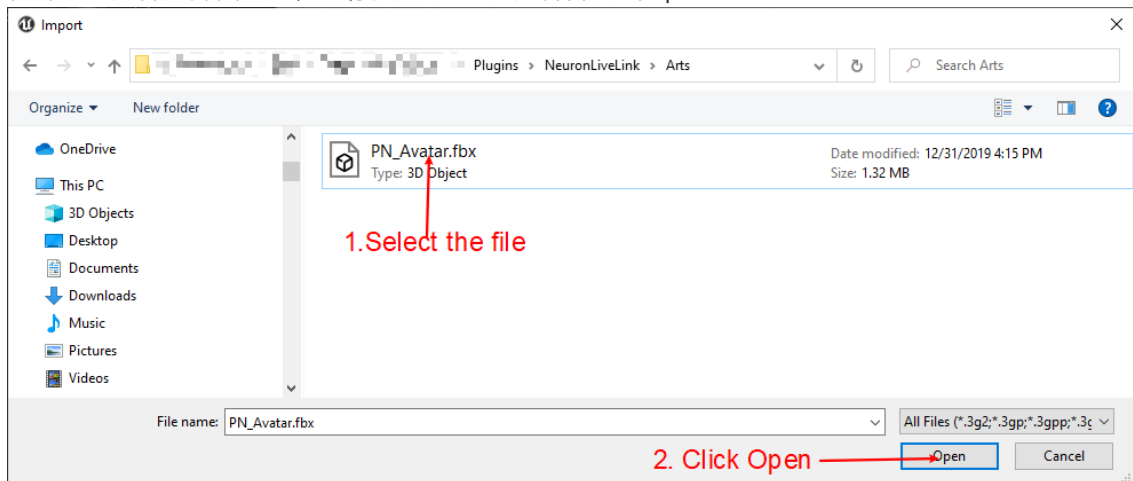 Import
Plugins > NeuronLiveLink > Arts
Search Arts
Organize
New folder
OneDrive
This PC
3D Objects
Desktop
Documents
Downloads
Music
Pictures
Videos
PN_Avatar.fbx
Type: 3D Object
Date modified: 12/31/2019 4:15 PM
Size: 1.32 MB
1.Select the file
File name:
PN_Avatar.fbx
All Files (*.3g2;*.3gp;*.3gpp;*.3g
2. Click Open
Open
Cancel